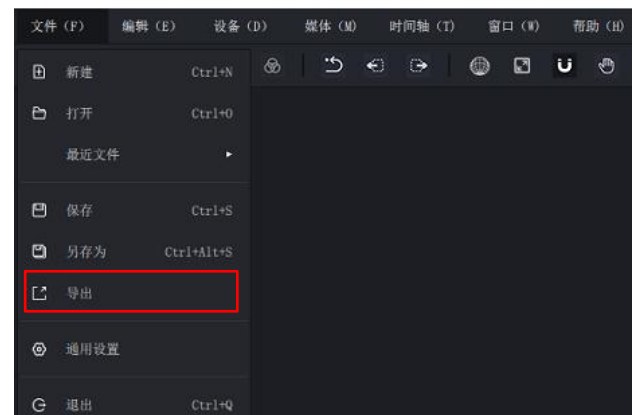 文件 (F) 编辑 (E) 设备 (D) 媒体 (M) 时间轴 (T) 窗口 (W) 帮助 (H)
新建 Ctrl+N
打开 Ctrl+O
最近文件
保存 Ctrl+S
另存为 Ctrl+Alt+S
导出
通用设置
退出 Ctrl+Q